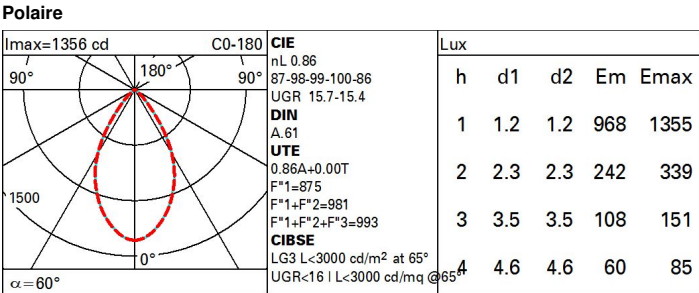 Polaire
Imax=1356 cd C0-180
90° 180° 90°
1500
0°
α=60°
CIE
nL 0.86
87-98-99-100-86
UGR 15.7-15.4
DIN
A.61
UTE
0.86A+0.00T
F"1=875
F"1+F"2=981
F"1+F"2+F"3=993
CIBSE
LG3 L<3000 cd/m² at 65°
UGR<16 | L<3000 cd/mq @65°
Lux
h d1 d2 Em Emax
1 1.2 1.2 968 1355
2 2.3 2.3 242 339
3 3.5 3.5 108 151
4 4.6 4.6 60 85